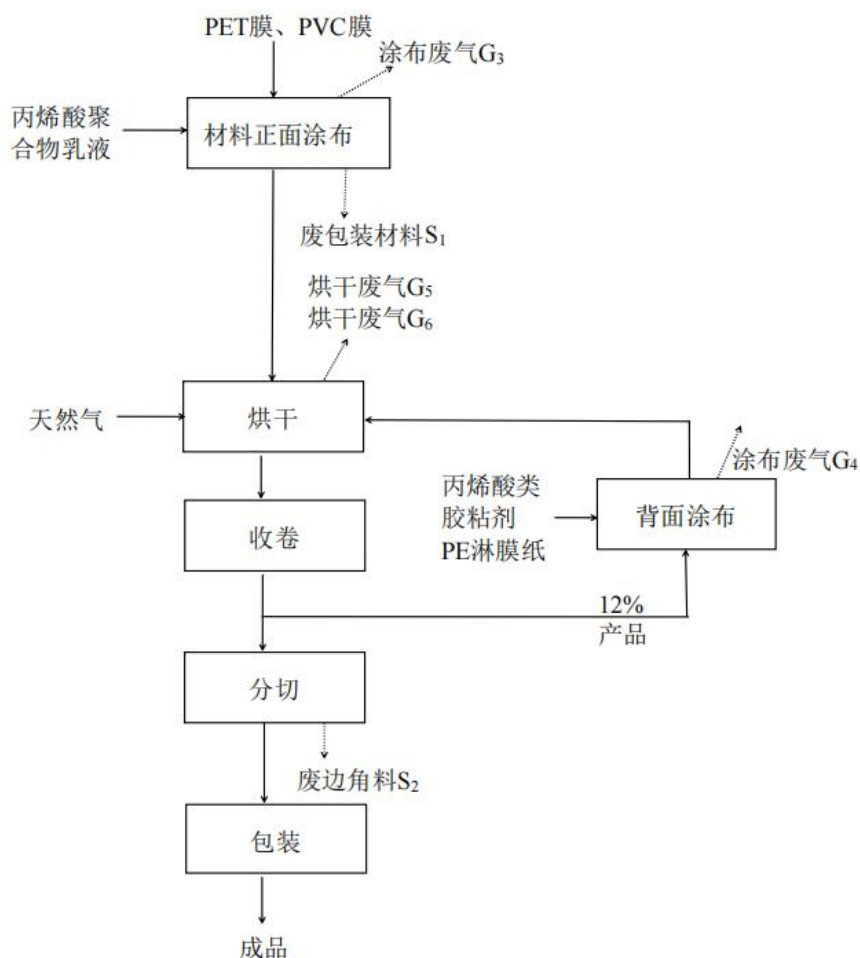 PET膜、PVC膜
涂布废气G₃
丙烯酸聚
合物乳液
材料正面涂布
废包装材料S₁
烘干废气G₅
烘干废气G₆
天然气
烘干
涂布废气G₄
丙烯酸类
胶粘剂
PE淋膜纸
背面涂布
收卷
12%
产品
分切
废边角料S₂
包装
成品